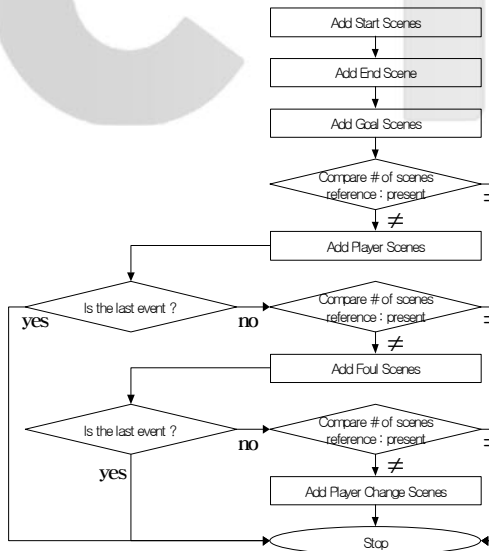 Add Start Scenes
Add End Scene
Add Goal Scenes
Compare # of scenes
reference : present
=
≠
Add Player Scenes
Is the last event ?
yes
no
Compare # of scenes
reference : present
=
≠
Add Foul Scenes
Is the last event ?
yes
no
Compare # of scenes
reference : present
=
≠
Add Player Change Scenes
Stop